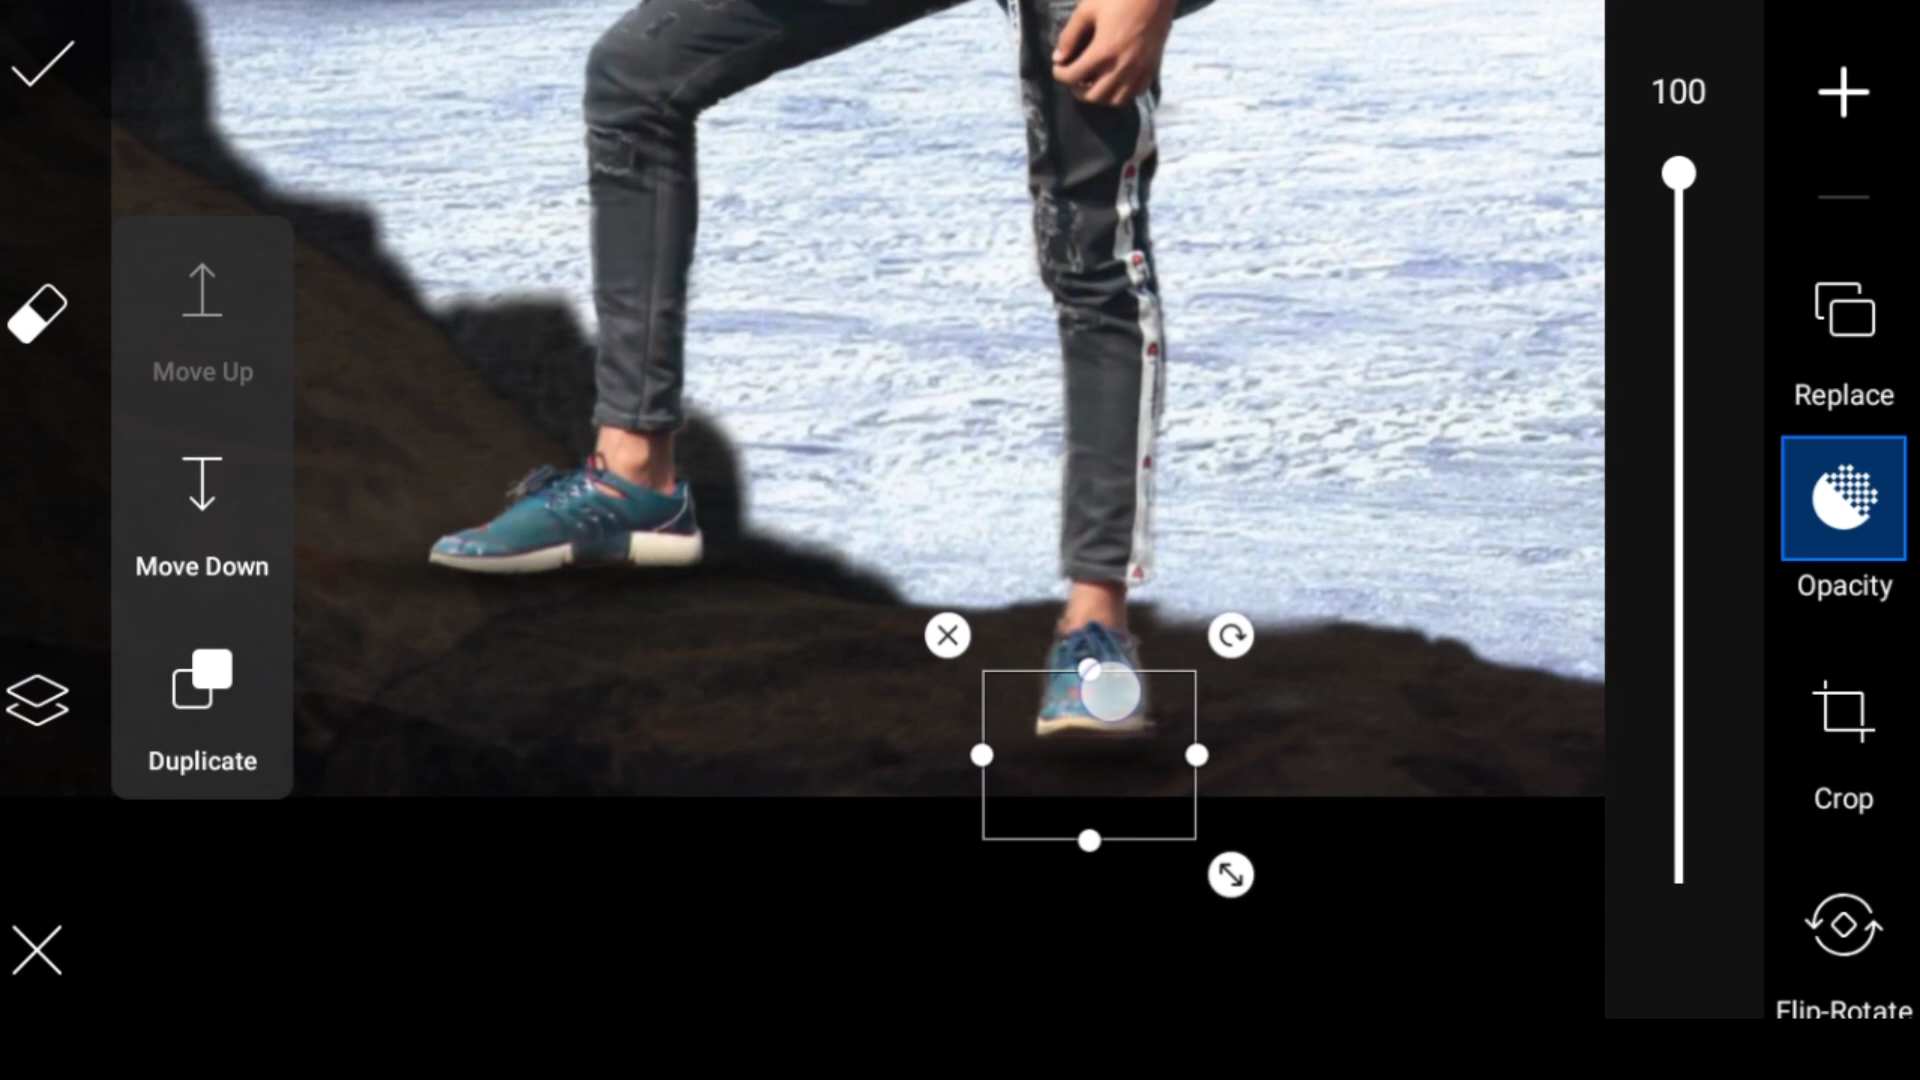 Move Up
Move Down
Duplicate
100
Replace
Opacity
Crop
Flip-Rotate